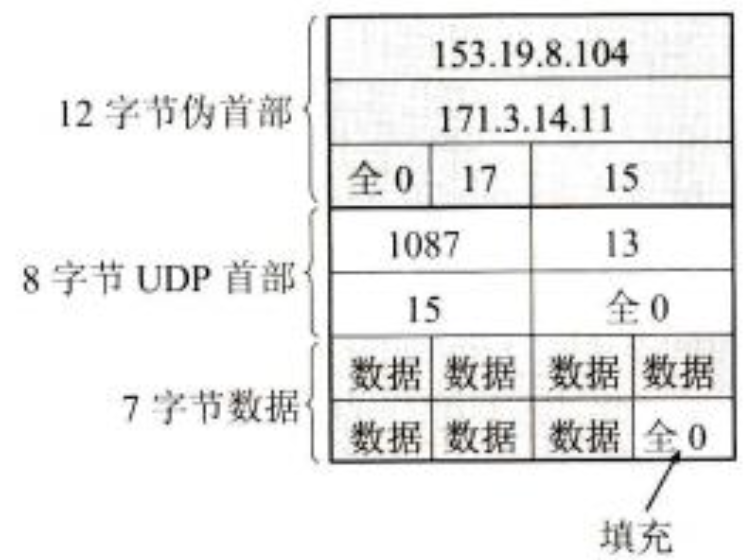 153.19.8.104
12 字节伪首部
171.3.14.11
全 0 17 15
1087 13
8 字节 UDP 首部
15 全 0
数据 数据 数据 数据
7 字节数据
数据 数据 数据 全 0
填充